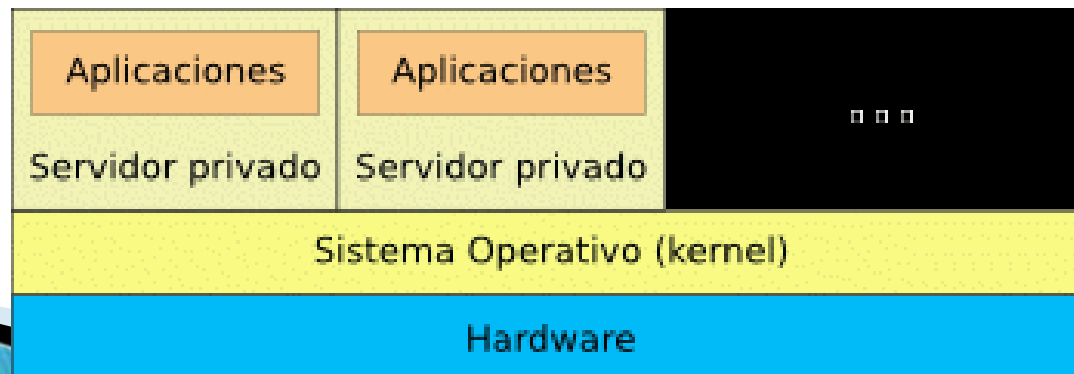 Aplicaciones
Aplicaciones
...
Servidor privado
Servidor privado
Sistema Operativo (kernel)
Hardware